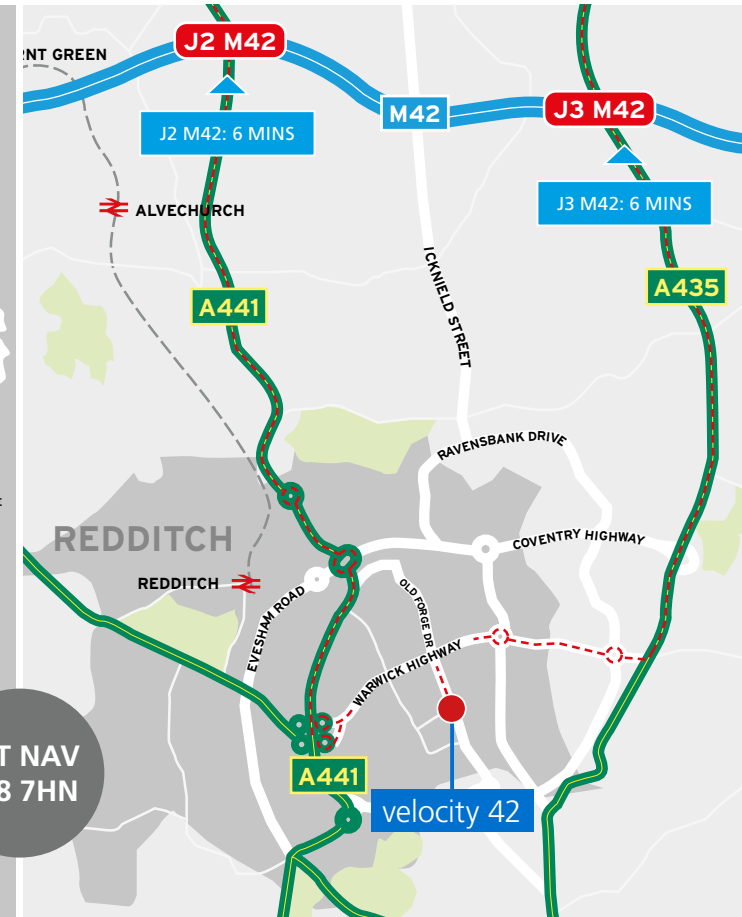 J2 M42
RNT GREEN
M42
J3 M42
J2 M42: 6 MINS
J3 M42: 6 MINS
ALVECHURCH
ICKNIELD STREET
A441
A435
RAVENSBANK DRIVE
REDDITCH
COVENTRY HIGHWAY
REDDITCH
OLD FORGE DR
EVESHAM ROAD
WARWICK HIGHWAY
T NAV
8 7HN
A441
velocity 42